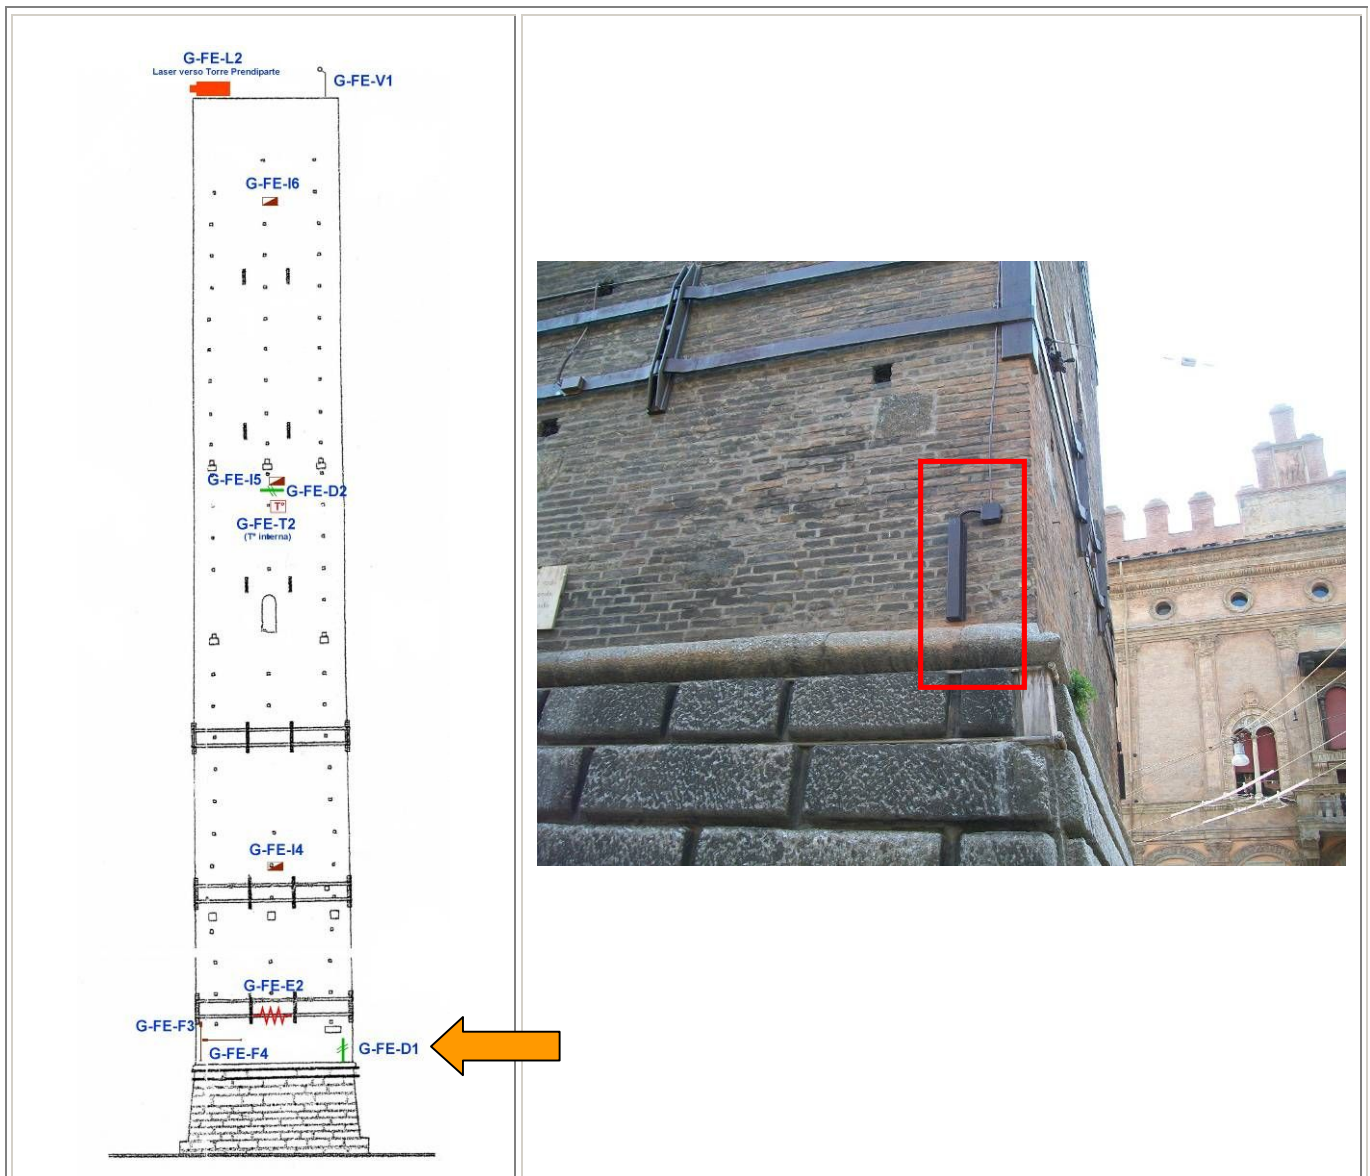 G-FE-L2
Laser verso Torre Prendiparte
G-FE-V1
G-FE-I6
G-FE-I5
G-FE-D2
T°
G-FE-T2
(T° interna)
G-FE-I4
G-FE-E2
G-FE-F3
G-FE-F4
G-FE-D1